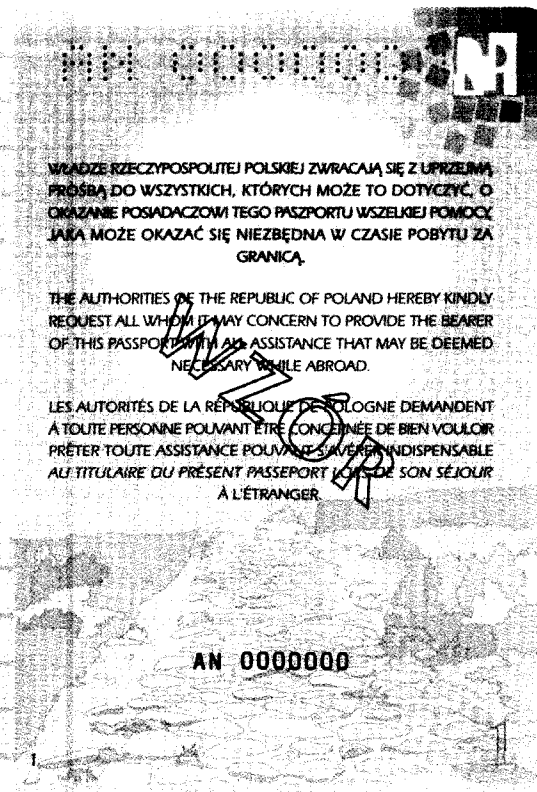 AN 0000000
WŁADZE RZECZYPOSPOLITEJ POLSKIEJ ZWRACAJĄ SIĘ Z UPRZEJMĄ
PROŚBĄ DO WSZYSTKICH, KTÓRYCH MOŻE TO DOTYCZYĆ, O
OKAZANIE POSIADACZOWI TEGO PASZPORTU WSZELKIEJ POMOCY,
JAKA MOŻE OKAZAĆ SIĘ NIEZBĘDNA W CZASIE POBYTU ZA
GRANICĄ.
THE AUTHORITIES OF THE REPUBLIC OF POLAND HEREBY KINDLY
REQUEST ALL WHOM IT MAY CONCERN TO PROVIDE THE BEARER
OF THIS PASSPORT WITH ALL ASSISTANCE THAT MAY BE DEEMED
NECESSARY WHILE ABROAD.
LES AUTORITÉS DE LA RÉPUBLIQUE DE POLOGNE DEMANDENT
À TOUTE PERSONNE POUVANT ÊTRE CONCERNÉE DE BIEN VOULOIR
PRÊTER TOUTE ASSISTANCE POUVANT S'AVÉRER INDISPENSABLE
AU TITULAIRE DU PRÉSENT PASSEPORT LORS DE SON SÉJOUR
À L'ÉTRANGER.
WZÓR
AN 0000000
1
1